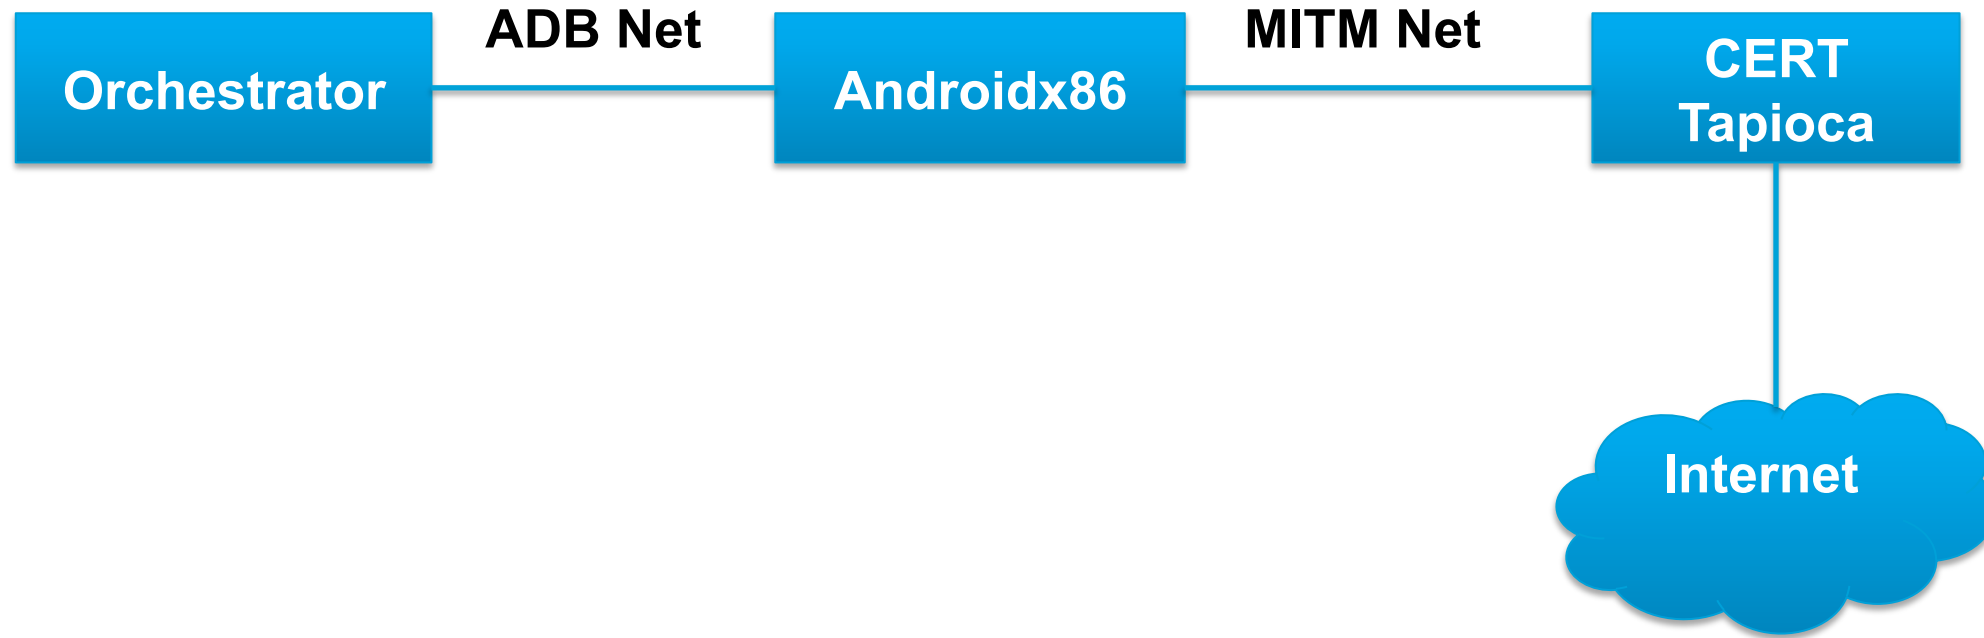 ADB Net
MITM Net
Orchestrator
Androidx86
CERT
Tapioca
Internet